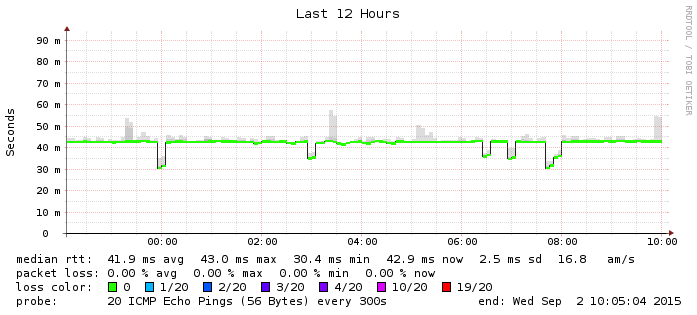 Last 12 Hours
RRDTOOL / TOBI OETIKER
Seconds
90 m
80 m
70 m
60 m
50 m
40 m
30 m
20 m
10 m
0
00:00 02:00 04:00 06:00 08:00 10:00
median rtt: 41.9 ms avg 43.0 ms max 30.4 ms min 42.9 ms now 2.5 ms sd 16.8 am/s
packet loss: 0.00 % avg 0.00 % max 0.00 % min 0.00 % now
loss color: 0 1/20 2/20 3/20 4/20 10/20 19/20
probe: 20 ICMP Echo Pings (56 Bytes) every 300s end: Wed Sep 2 10:05:04 2015